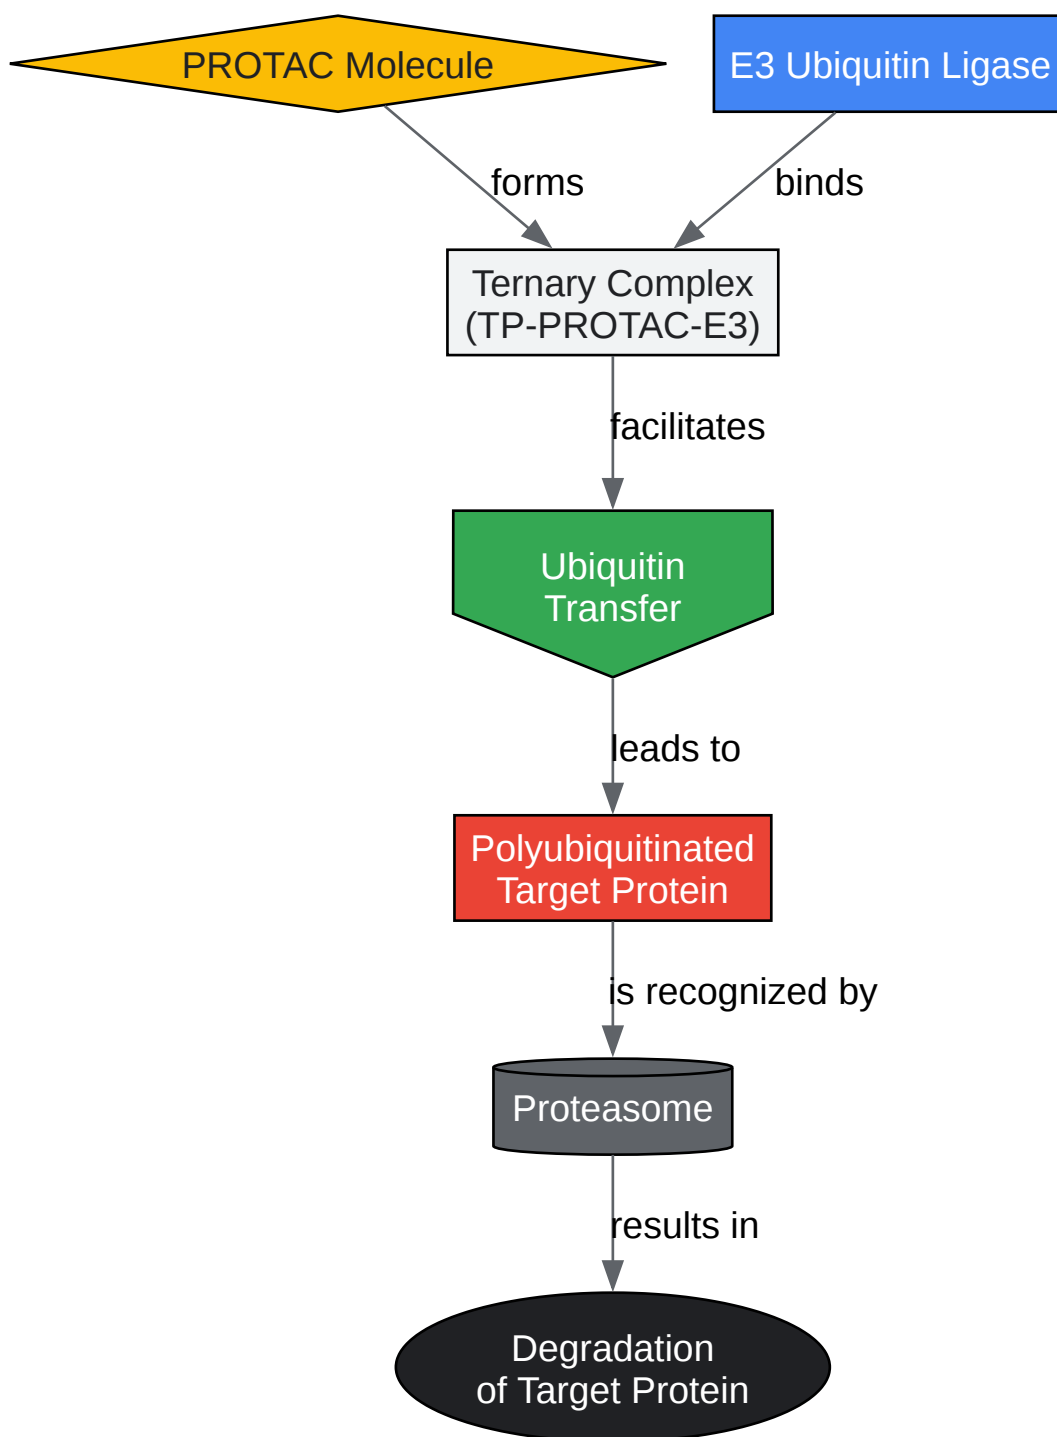 PROTAC Molecule
E3 Ubiquitin Ligase
forms
binds
Ternary Complex
(TP-PROTAC-E3)
facilitates
Ubiquitin
Transfer
leads to
Polyubiquitinated
Target Protein
is recognized by
Proteasome
results in
Degradation
of Target Protein